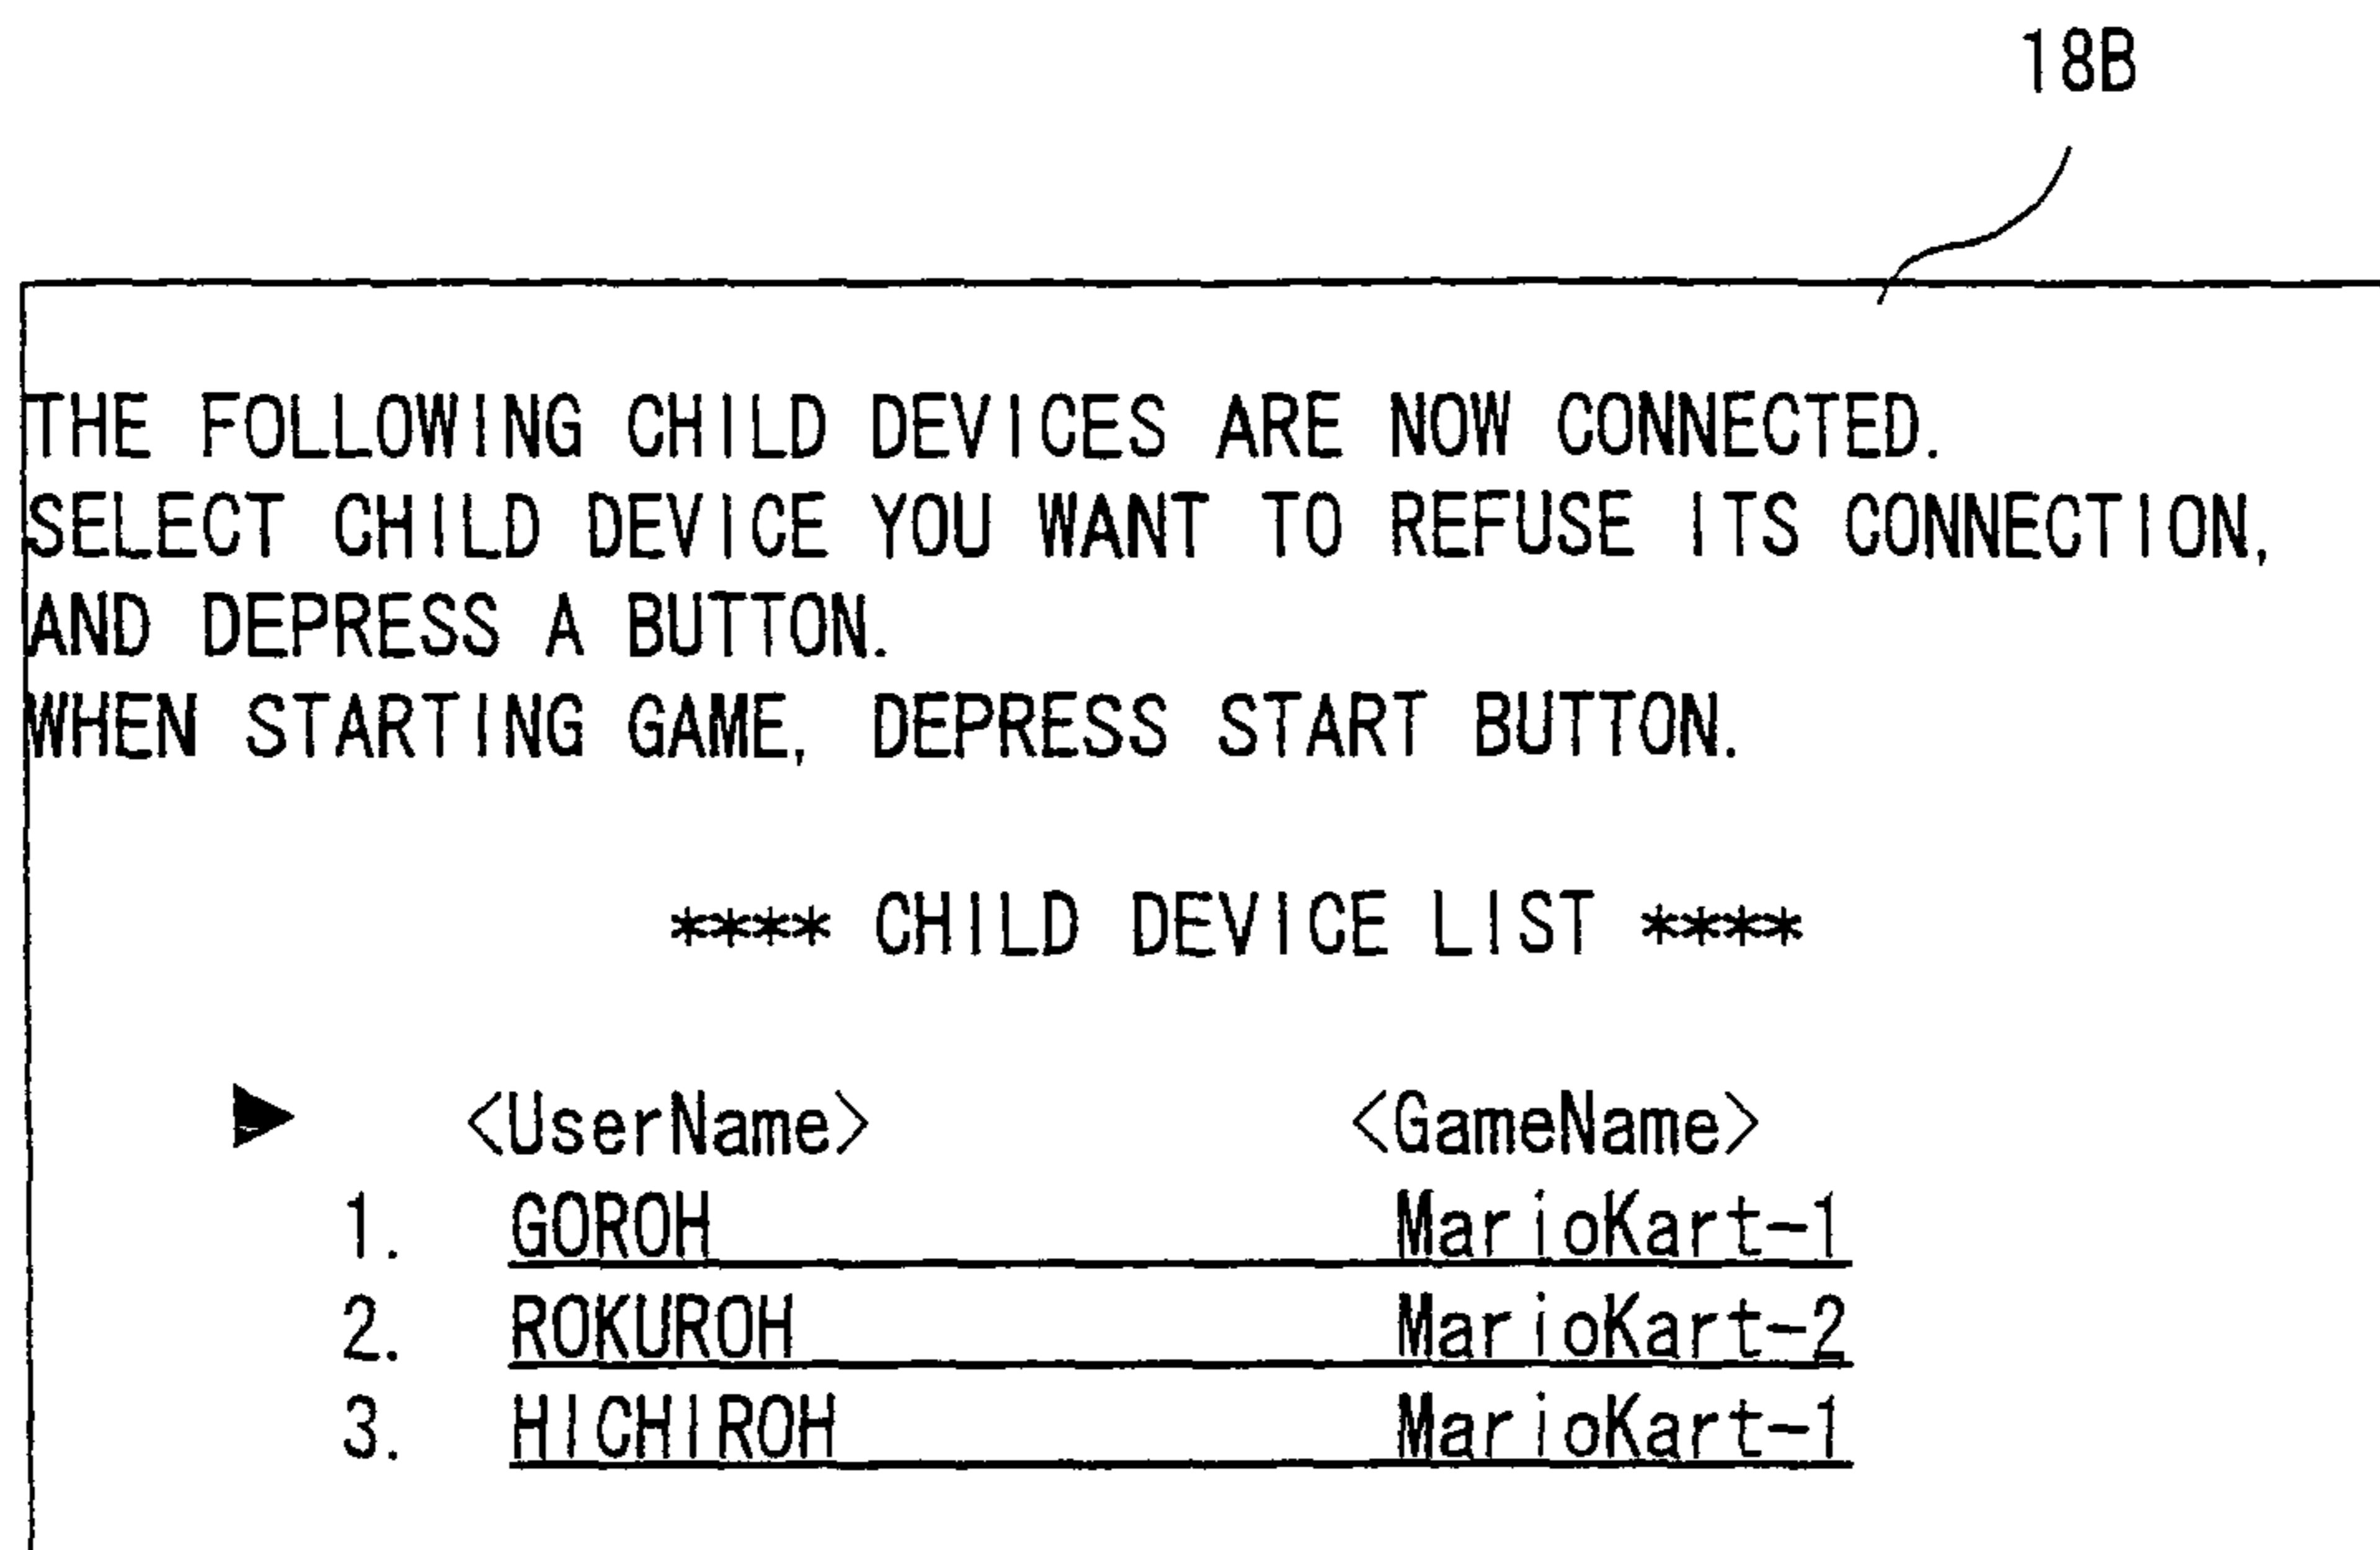 18B
THE FOLLOWING CHILD DEVICES ARE NOW CONNECTED.
SELECT CHILD DEVICE YOU WANT TO REFUSE ITS CONNECTION,
AND DEPRESS A BUTTON.
WHEN STARTING GAME, DEPRESS START BUTTON.
**** CHILD DEVICE LIST ****
<UserName> <GameName>
1. GOROH MarioKart-1
2. ROKUROH MarioKart-2
3. HICHIROH MarioKart-1